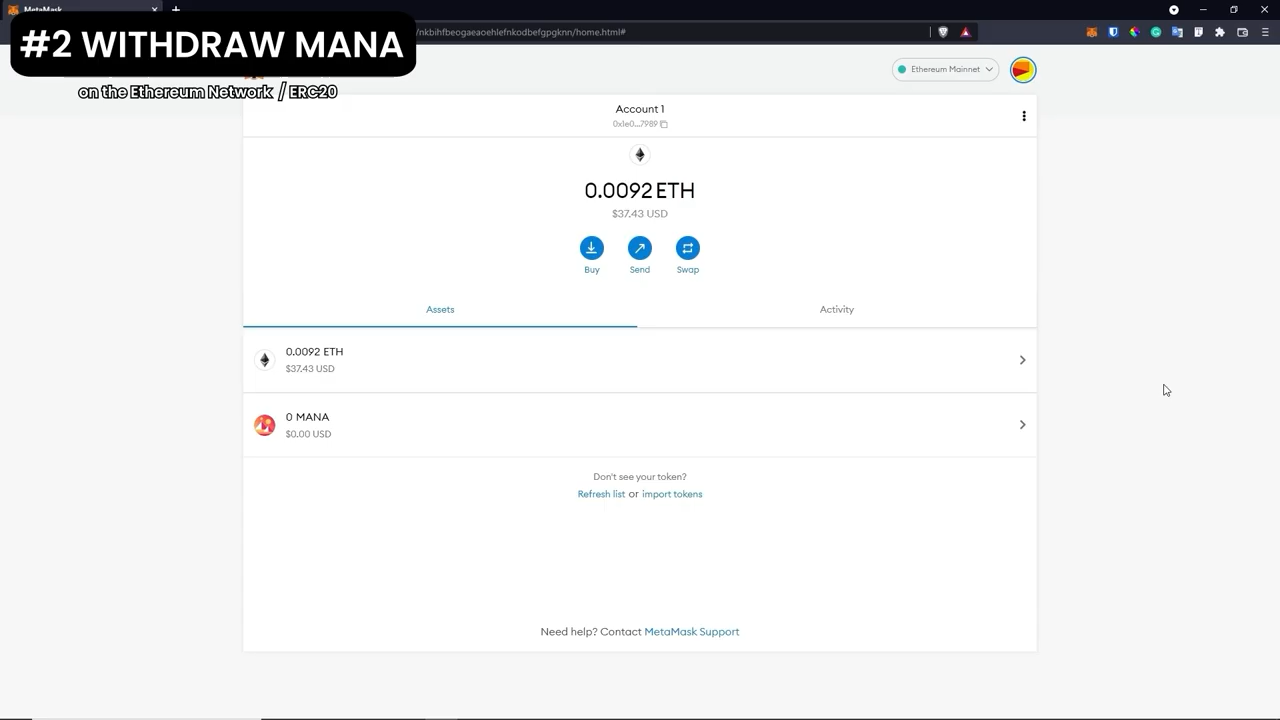 MetaMask
#2 WITHDRAW MANA
nkbihfbeogaeaoehlefnkodbefgpgknn/home.html#
on the Ethereum Network / ERC20
Ethereum Mainnet
Account 1
0x1e0...7989
0.0092 ETH
$37.43 USD
Buy
Send
Swap
Assets
Activity
0.0092 ETH
$37.43 USD
0 MANA
$0.00 USD
Don't see your token?
Refresh list or import tokens
Need help? Contact MetaMask Support